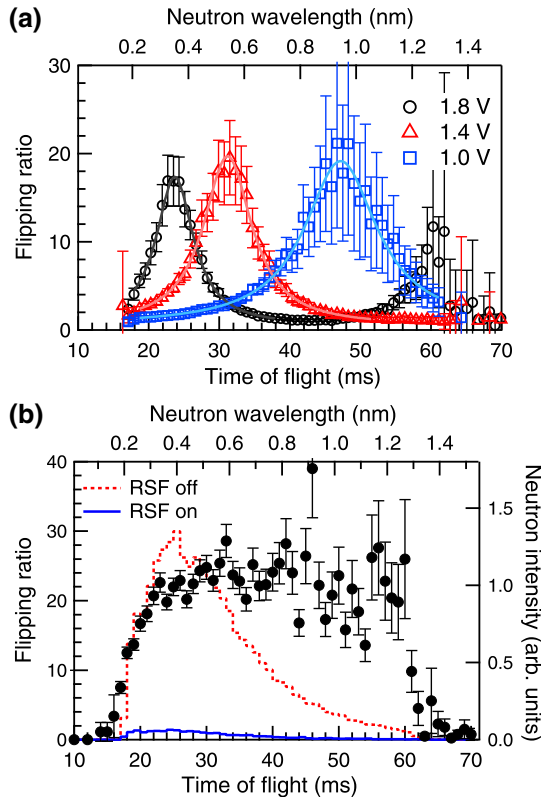 (a)
Neutron wavelength (nm)
0.2 0.4 0.6 0.8 1.0 1.2 1.4
30
20
10
0
Flipping ratio
1.8 V
1.4 V
1.0 V
10 20 30 40 50 60 70
Time of flight (ms)
(b)
Neutron wavelength (nm)
0.2 0.4 0.6 0.8 1.0 1.2 1.4
40
30
20
10
0
Flipping ratio
RSF off
RSF on
1.5
1.0
0.5
0.0
Neutron intensity (arb. units)
10 20 30 40 50 60 70
Time of flight (ms)